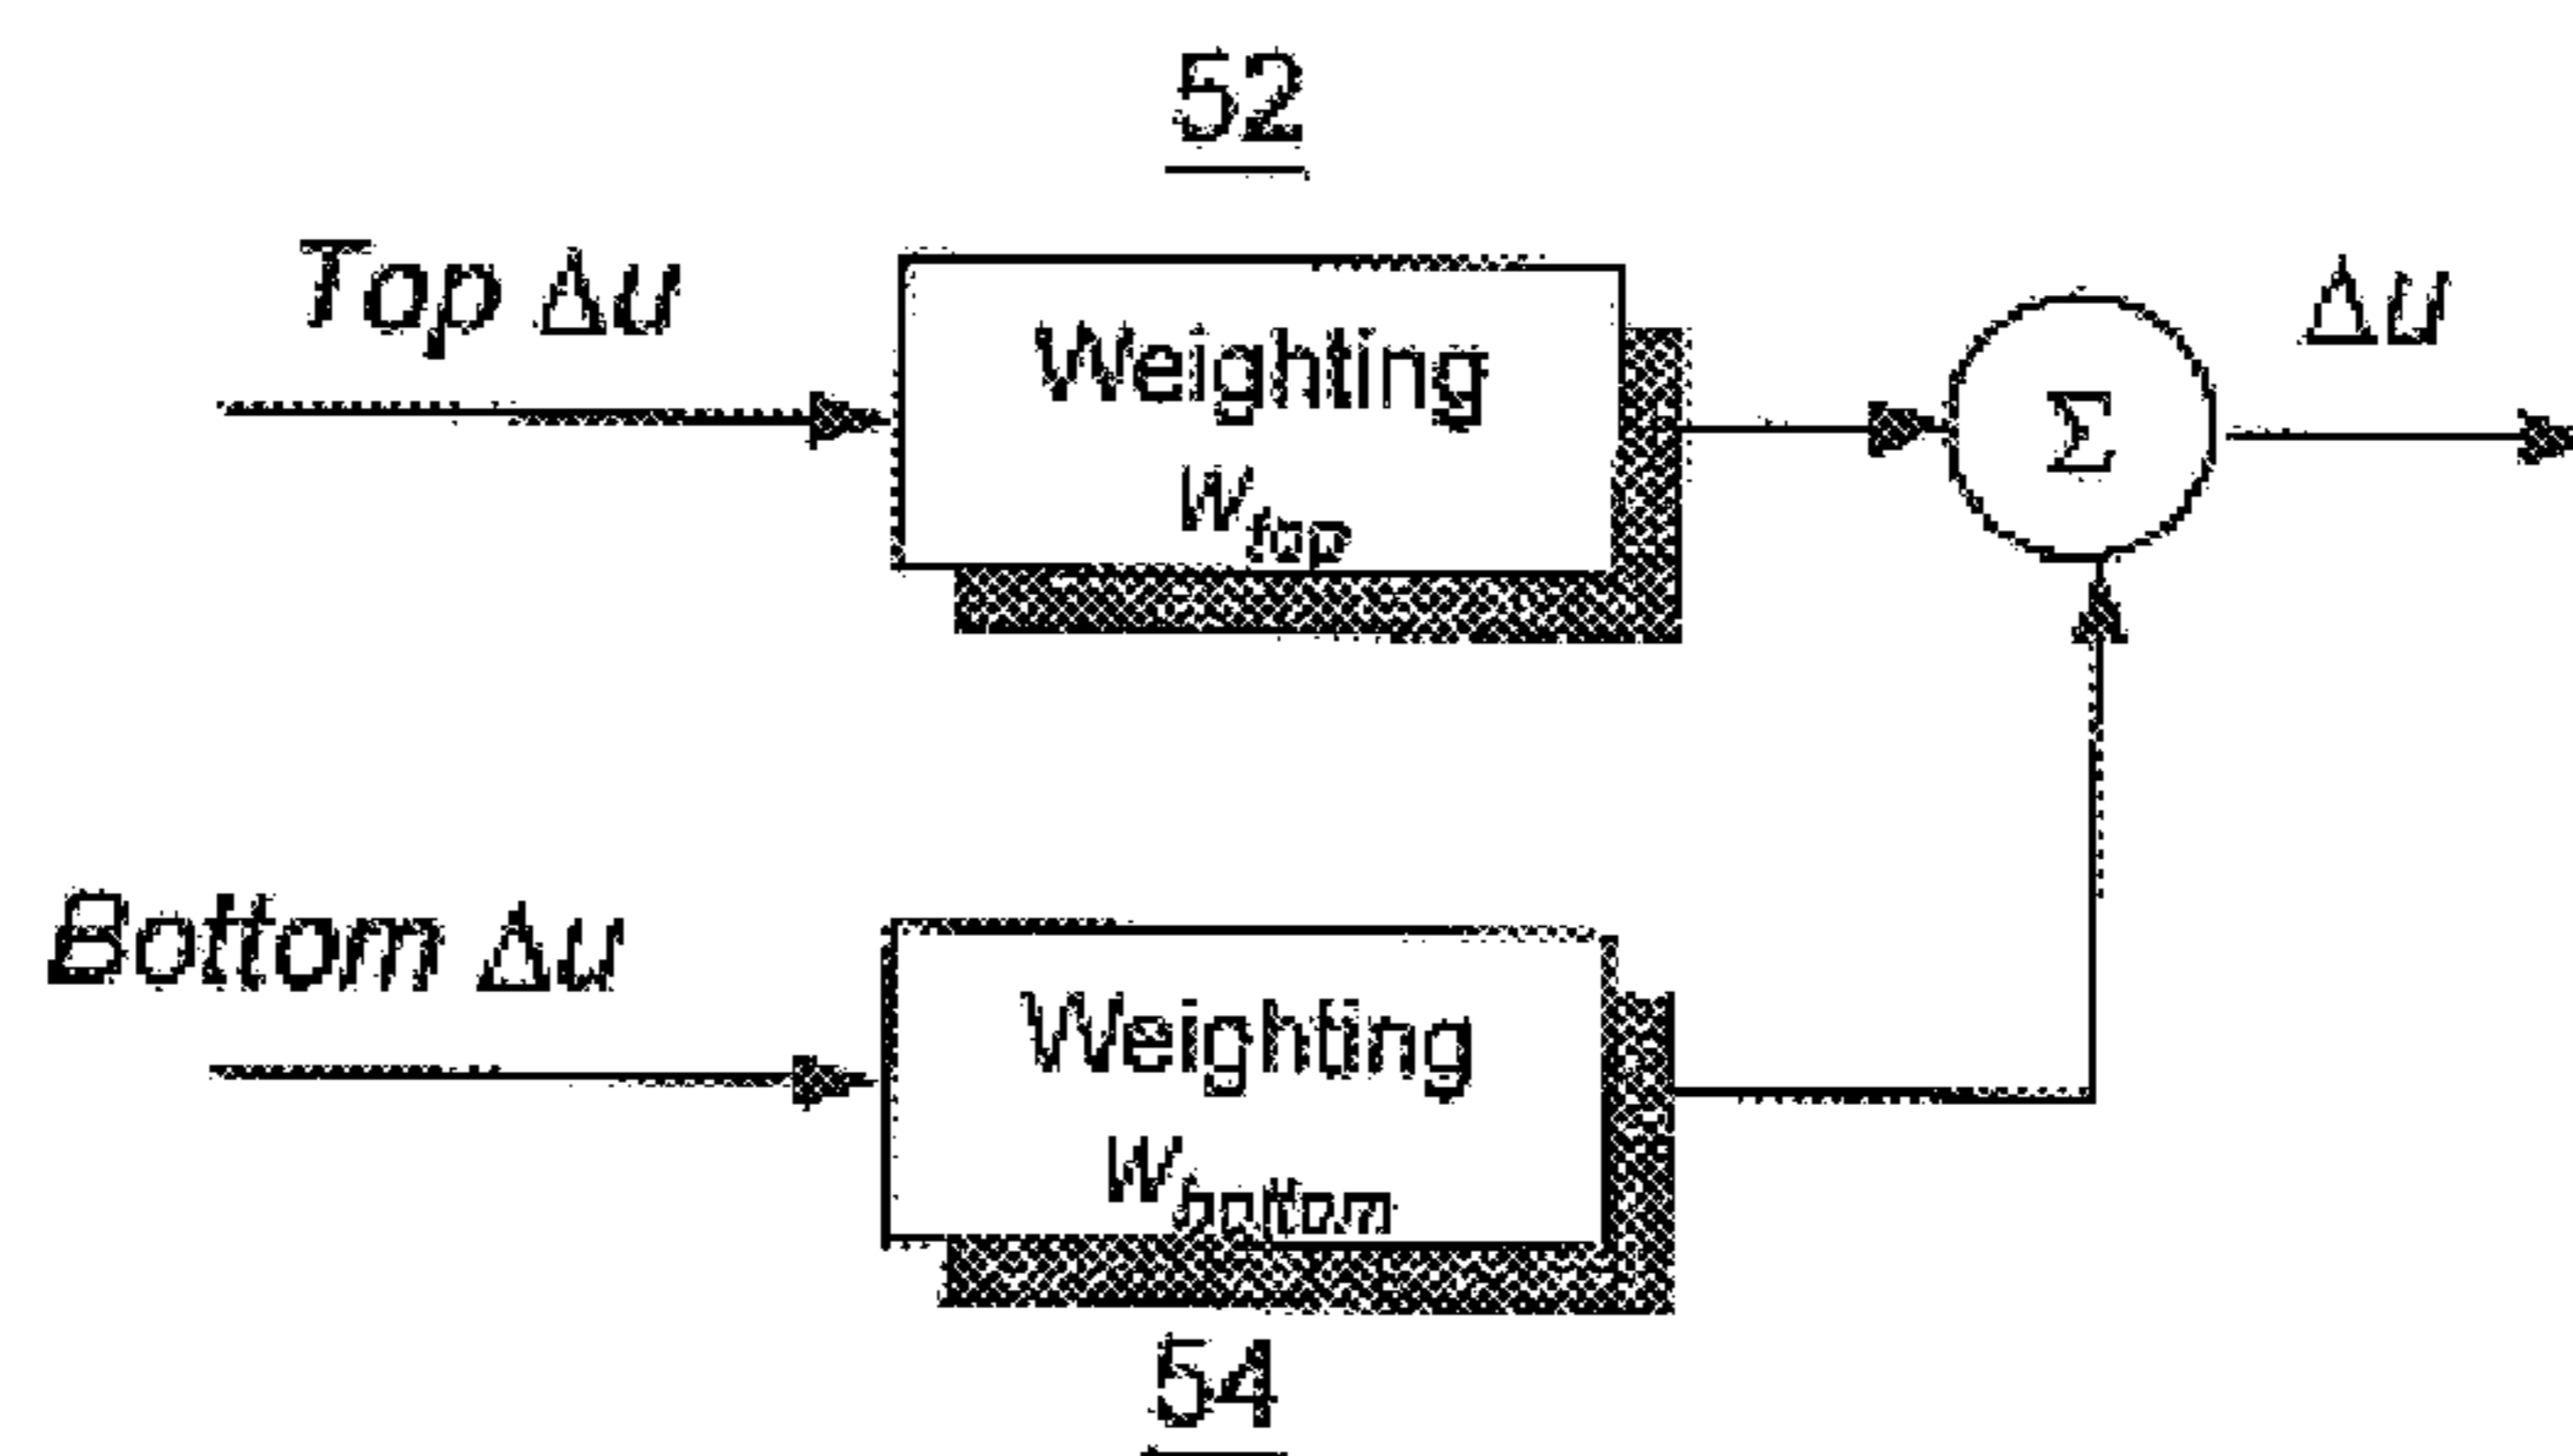 52
Top Δu
Weighting
W_top
Σ
Δu
Bottom Δu
Weighting
W_bottom
54